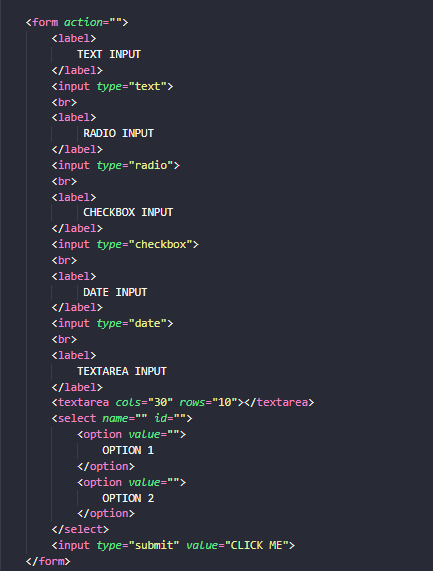 <form action="">
<label>
TEXT INPUT
</label>
<input type="text">
<br>
<label>
RADIO INPUT
</label>
<input type="radio">
<br>
<label>
CHECKBOX INPUT
</label>
<input type="checkbox">
<br>
<label>
DATE INPUT
</label>
<input type="date">
<br>
<label>
TEXTAREA INPUT
</label>
<textarea cols="30" rows="10"></textarea>
<select name="" id="">
<option value="">
OPTION 1
</option>
<option value="">
OPTION 2
</option>
</select>
<input type="submit" value="CLICK ME">
</form>